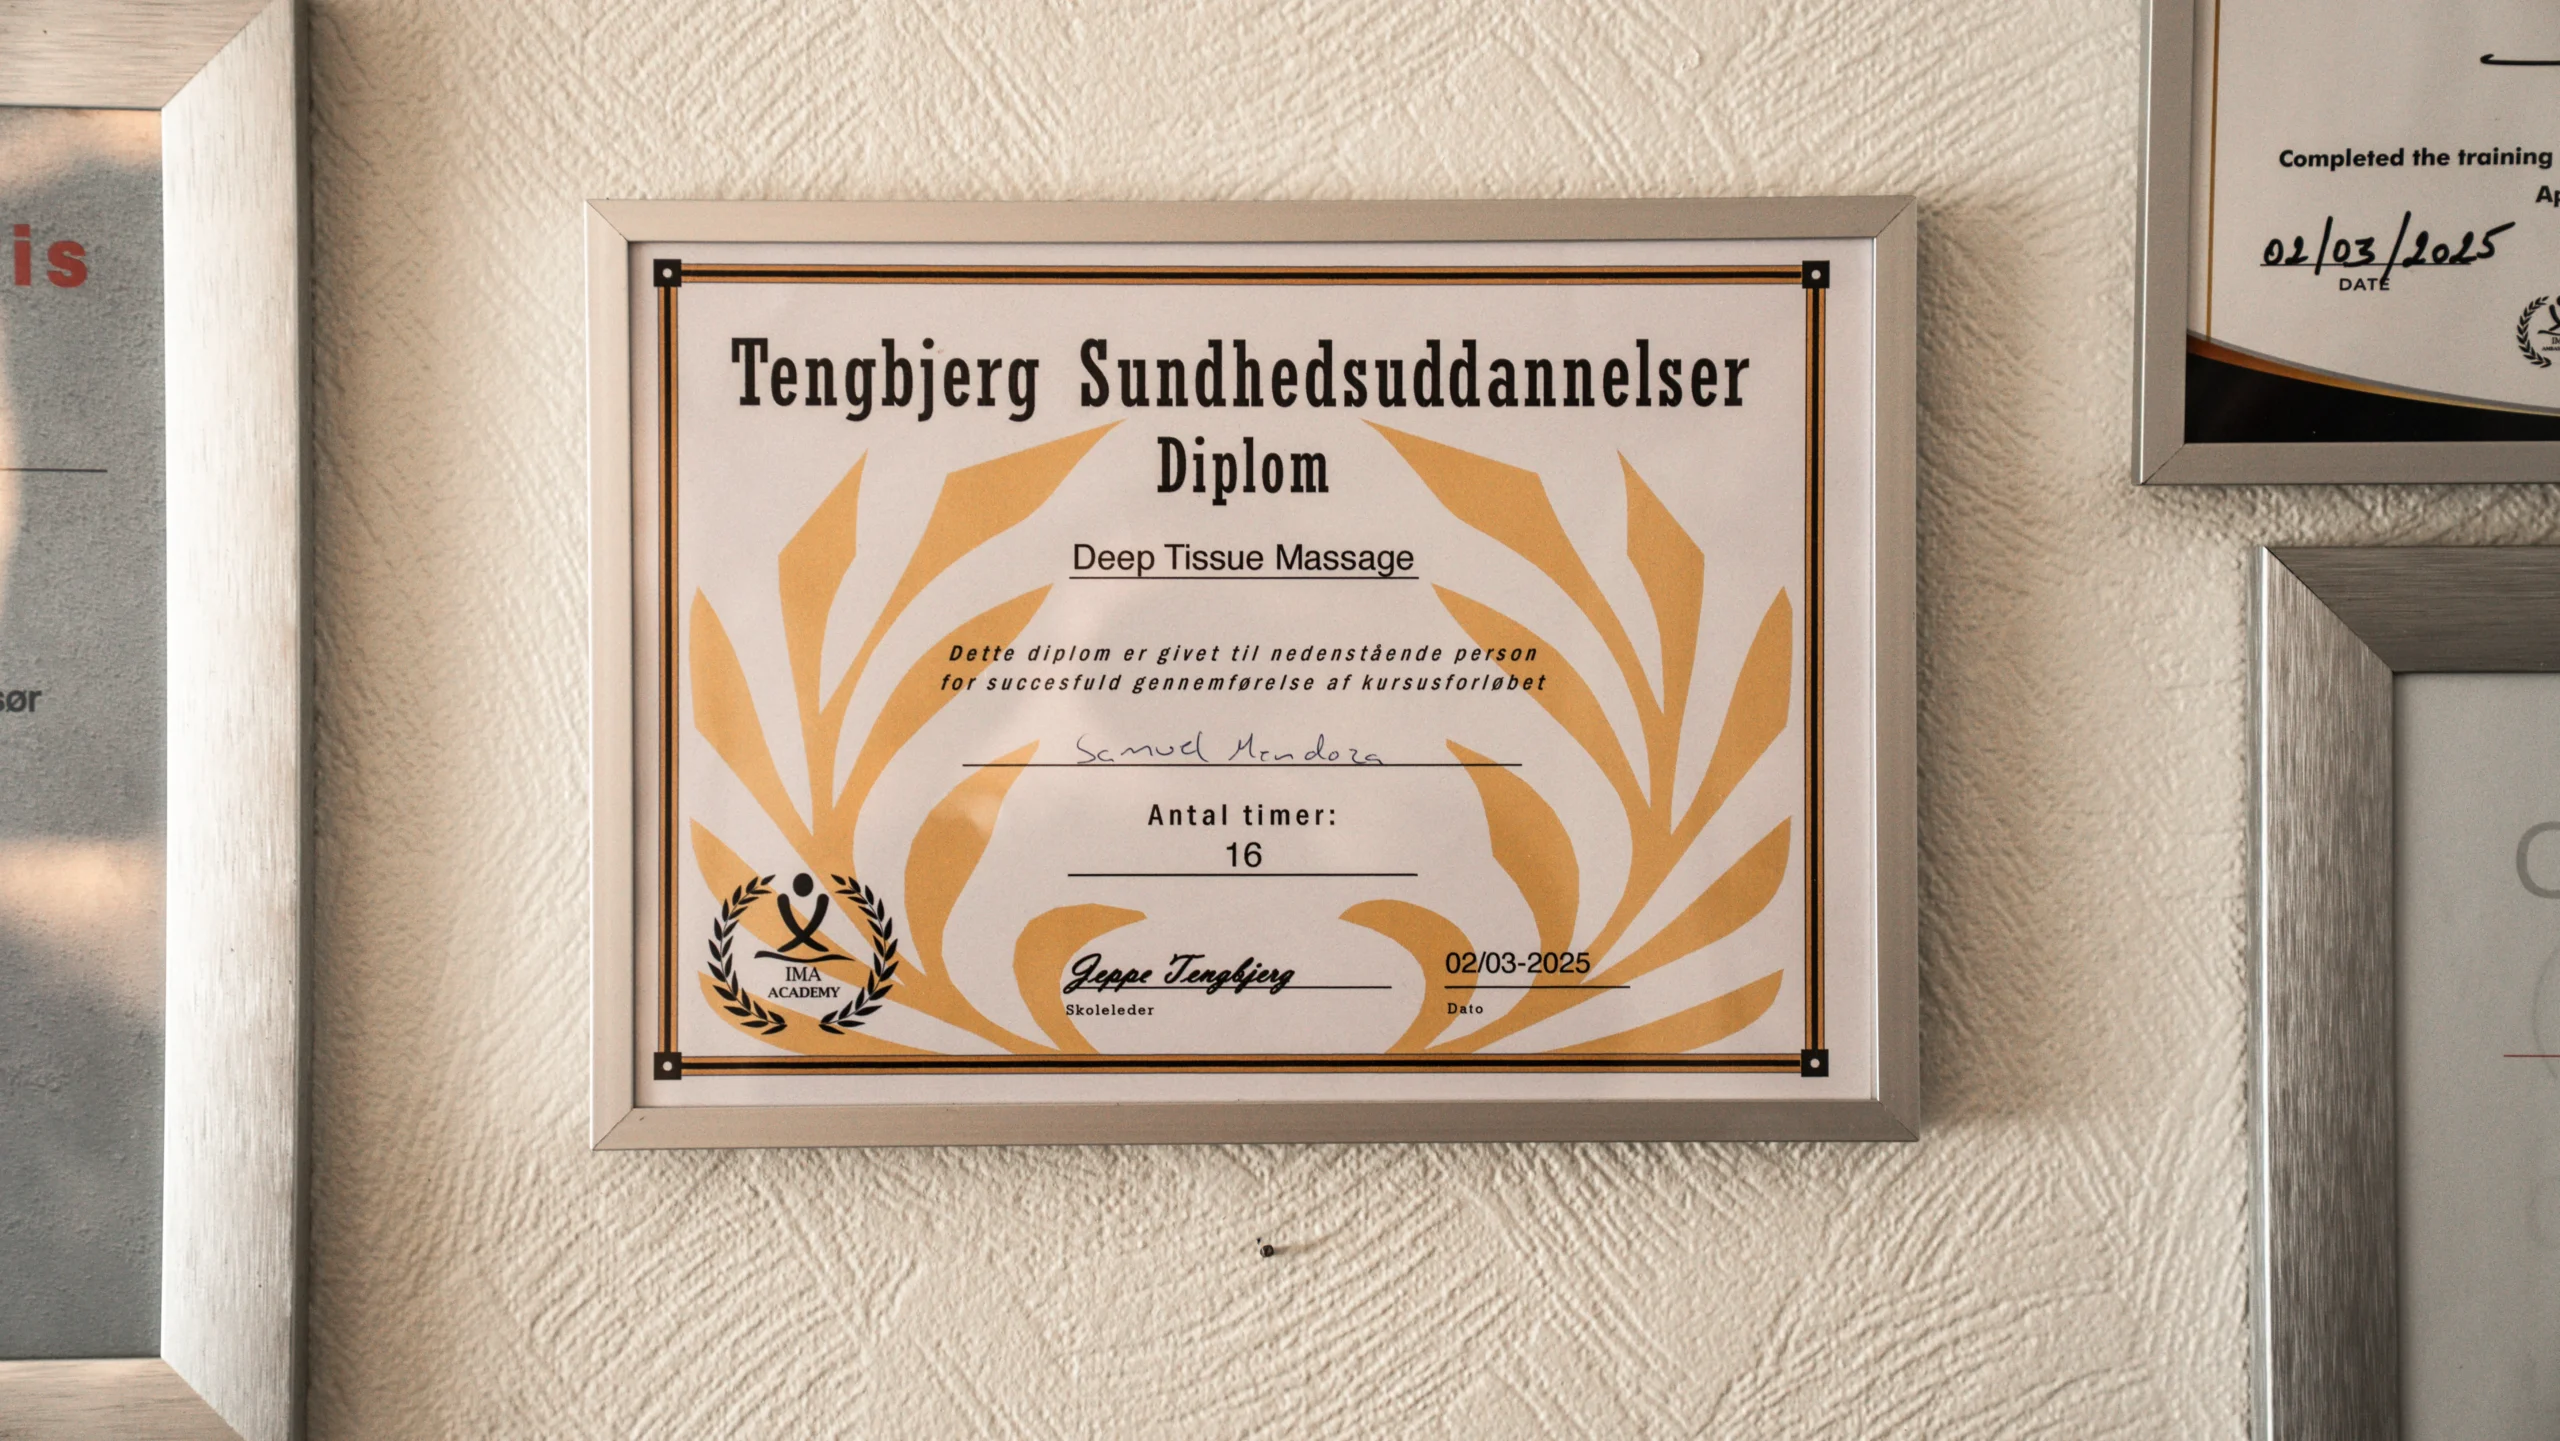 is
sør
Tengbjerg Sundhedsuddannelser
Diplom
Deep Tissue Massage
Dette diplom er givet til nedenstående person
for succesfuld gennemførelse af kursusforløbet
Samuel Mendoza
Antal timer:
16
IMA
ACADEMY
Jeppe Tengbjerg
Skoleleder
02/03-2025
Dato
Completed the training
Ap
02/03/2025
DATE